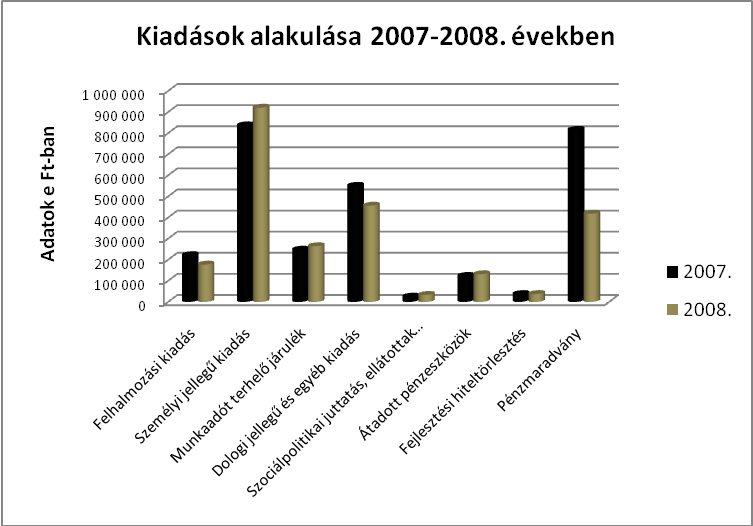 Kiadások alakulása 2007-2008. években
Adatok e Ft-ban
1 000 000
900 000
800 000
700 000
600 000
500 000
400 000
300 000
200 000
100 000
0
Felhalmozási kiadás
Személyi jellegű kiadás
Munkaadót terhelő járulék
Dologi jellegű és egyéb kiadás
Szociálpolitikai juttatás, ellátottak...
Átadott pénzeszközök
Fejlesztési hiteltörlesztés
Pénzmaradvány
2007.
2008.